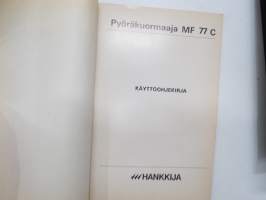 Pyöräkuormaaja MF 77 C
KÄYTTÖOHJEKIRJA
HANKKIJA